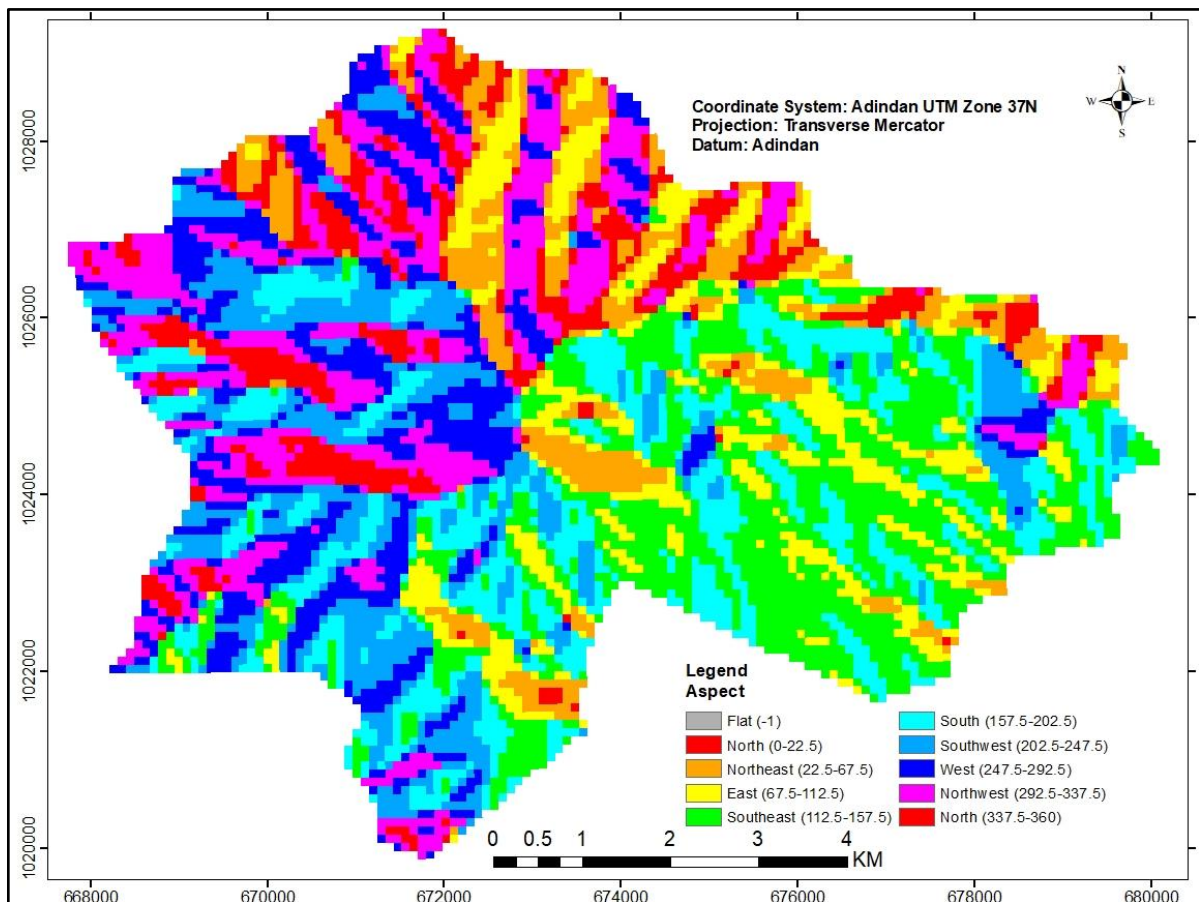 N
W E
S
Coordinate System: Adindan UTM Zone 37N
Projection: Transverse Mercator
Datum: Adindan
1028000
1026000
1024000
1022000
1020000
Legend
Aspect
Flat (-1)
North (0-22.5)
Northeast (22.5-67.5)
East (67.5-112.5)
Southeast (112.5-157.5)
South (157.5-202.5)
Southwest (202.5-247.5)
West (247.5-292.5)
Northwest (292.5-337.5)
North (337.5-360)
0 0.5 1 2 3 4
KM
668000 670000 672000 674000 676000 678000 680000